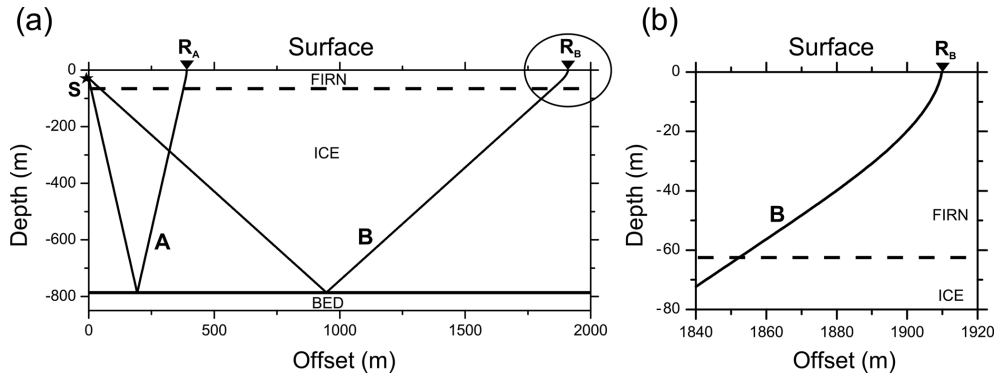 (a)
Surface
R_A
R_B
0
-200
-400
-600
-800
Depth (m)
S
FIRN
ICE
A
B
BED
0
500
1000
1500
2000
Offset (m)
(b)
Surface
R_B
0
-20
-40
-60
-80
Depth (m)
B
FIRN
ICE
1840
1860
1880
1900
1920
Offset (m)